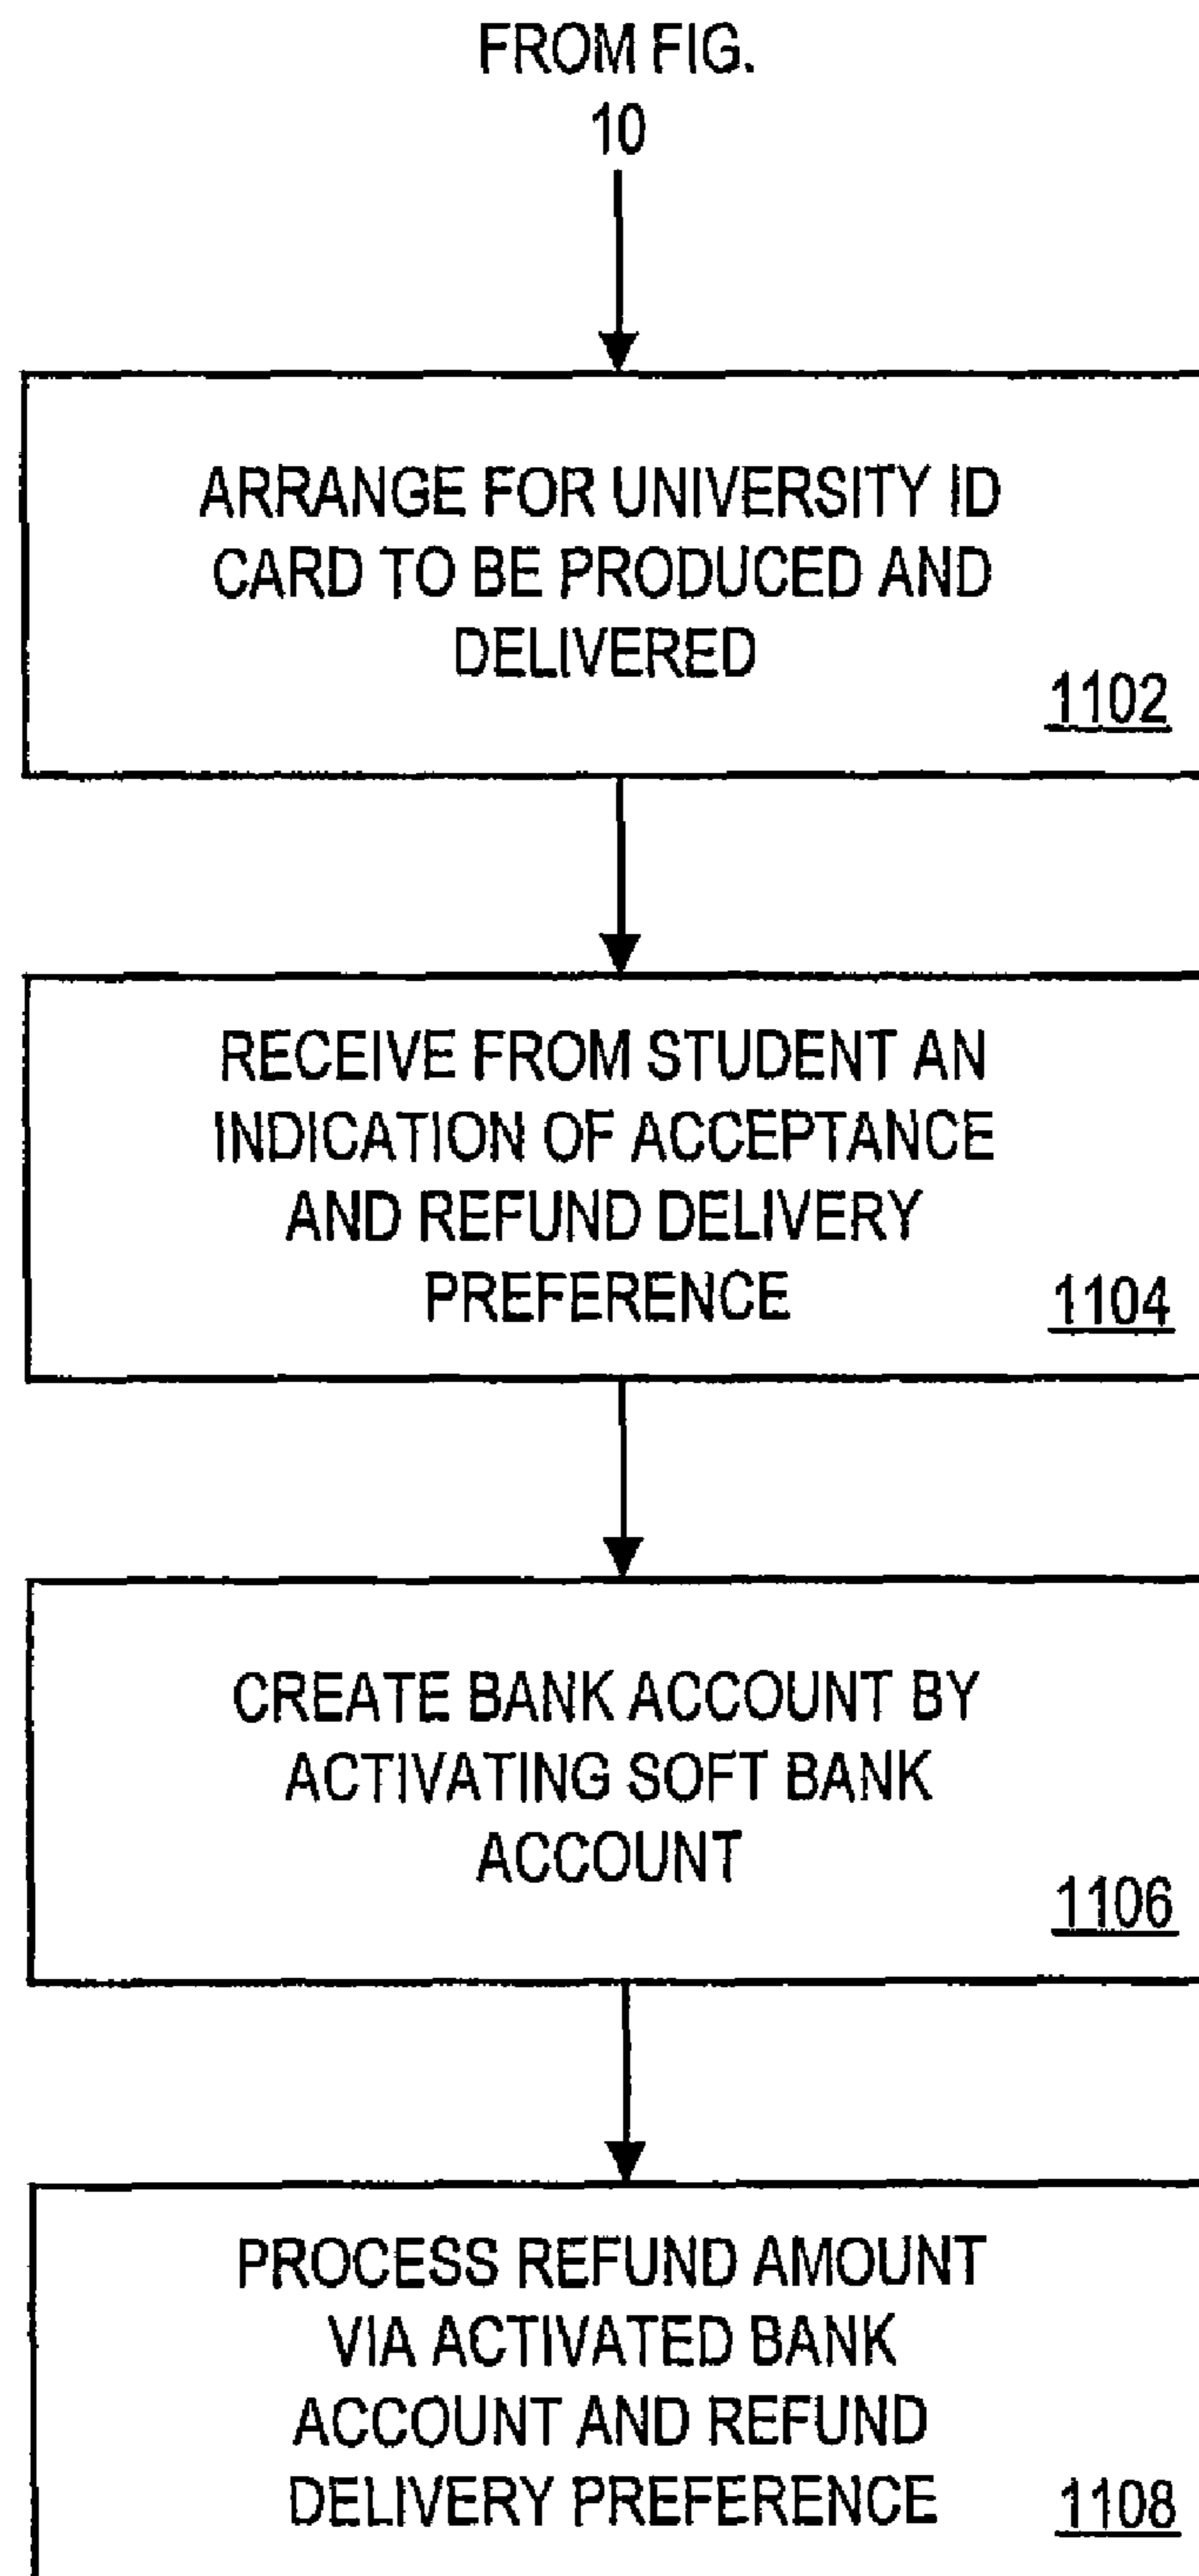 FROM FIG.
10
ARRANGE FOR UNIVERSITY ID
CARD TO BE PRODUCED AND
DELIVERED
1102
RECEIVE FROM STUDENT AN
INDICATION OF ACCEPTANCE
AND REFUND DELIVERY
PREFERENCE
1104
CREATE BANK ACCOUNT BY
ACTIVATING SOFT BANK
ACCOUNT
1106
PROCESS REFUND AMOUNT
VIA ACTIVATED BANK
ACCOUNT AND REFUND
DELIVERY PREFERENCE
1108